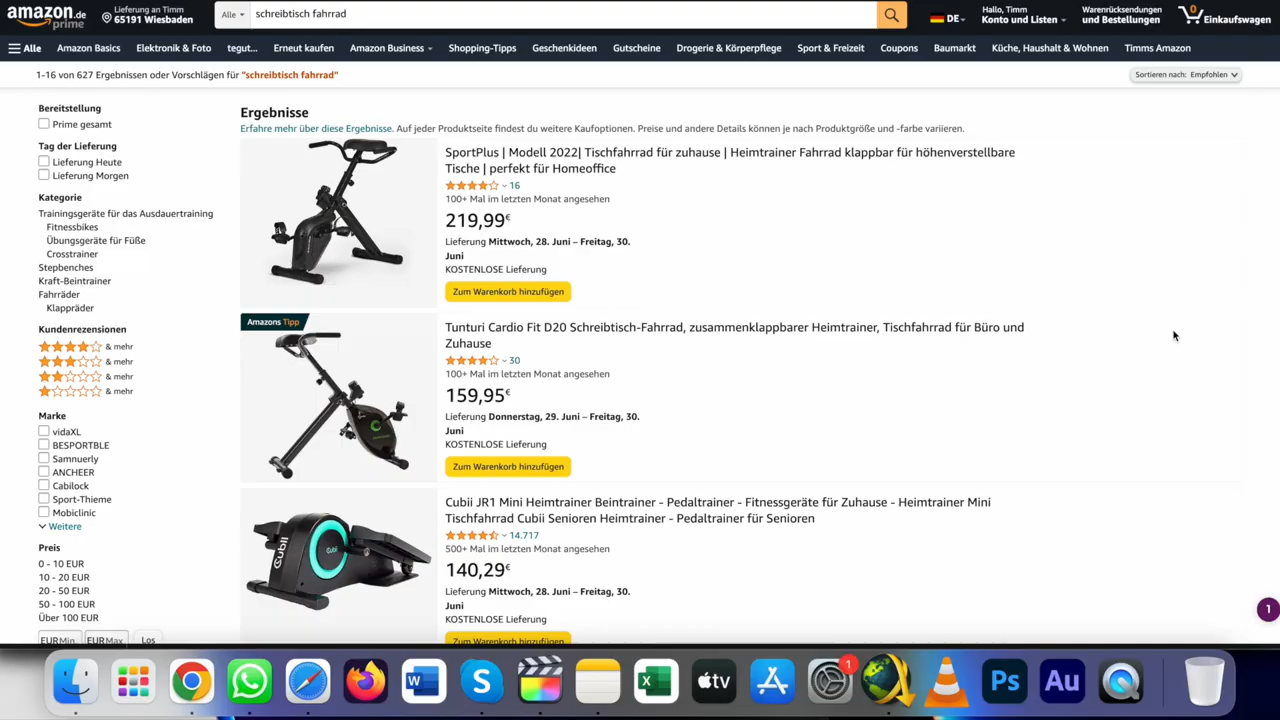 amazon.de
prime
Lieferung an Timm
65191 Wiesbaden
Alle
schreibtisch fahrrad
DE
Hallo, Timm
Konto und Listen
Warenrücksendungen
und Bestellungen
0
Einkaufswagen
Alle
Amazon Basics
Elektronik & Foto
tegut...
Erneut kaufen
Amazon Business
Shopping-Tipps
Geschenkideen
Gutscheine
Drogerie & Körperpflege
Sport & Freizeit
Coupons
Baumarkt
Küche, Haushalt & Wohnen
Timms Amazon
1-16 von 627 Ergebnissen oder Vorschlägen für "schreibtisch fahrrad"
Sortieren nach: Empfohlen
Bereitstellung
Prime gesamt
Tag der Lieferung
Lieferung Heute
Lieferung Morgen
Kategorie
Trainingsgeräte für das Ausdauertraining
Fitnessbikes
Übungsgeräte für Füße
Crosstrainer
Stepbenches
Kraft-Beintrainer
Fahrräder
Klappräder
Kundenrezensionen
& mehr
& mehr
& mehr
& mehr
Marke
vidaXL
BESPORTBLE
Samnuerly
ANCHEER
Cabilock
Sport-Thieme
Mobiclinic
Weitere
Preis
0 - 10 EUR
10 - 20 EUR
20 - 50 EUR
50 - 100 EUR
Über 100 EUR
EUR Min
EUR Max
Los
Ergebnisse
Erfahre mehr über diese Ergebnisse. Auf jeder Produktseite findest du weitere Kaufoptionen. Preise und andere Details können je nach Produktgröße und -farbe variieren.
SportPlus | Modell 2022| Tischfahrrad für zuhause | Heimtrainer Fahrrad klappbar für höhenverstellbare
Tische | perfekt für Homeoffice
16
100+ Mal im letzten Monat angesehen
219,99€
Lieferung Mittwoch, 28. Juni – Freitag, 30.
Juni
KOSTENLOSE Lieferung
Zum Warenkorb hinzufügen
Amazons Tipp
Tunturi Cardio Fit D20 Schreibtisch-Fahrrad, zusammenklappbarer Heimtrainer, Tischfahrrad für Büro und
Zuhause
30
100+ Mal im letzten Monat angesehen
159,95€
Lieferung Donnerstag, 29. Juni – Freitag, 30.
Juni
KOSTENLOSE Lieferung
Zum Warenkorb hinzufügen
Cubii
Cubii
Cubii JR1 Mini Heimtrainer Beintrainer - Pedaltrainer - Fitnessgeräte für Zuhause - Heimtrainer Mini
Tischfahrrad Cubii Senioren Heimtrainer - Pedaltrainer für Senioren
14.717
500+ Mal im letzten Monat angesehen
140,29€
Lieferung Mittwoch, 28. Juni – Freitag, 30.
Juni
KOSTENLOSE Lieferung
Zum Warenkorb hinzufügen
1
W
S
X
tv
1
Ps
Au